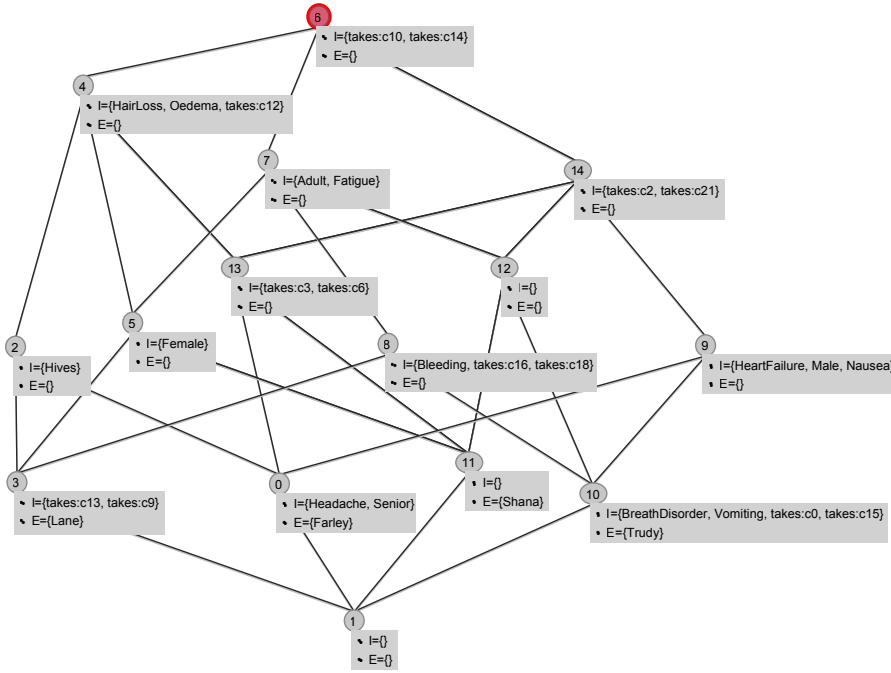 6
I={takes:c10, takes:c14}
E={}
4
I={HairLoss, Oedema, takes:c12}
E={}
7
I={Adult, Fatigue}
E={}
14
I={takes:c2, takes:c21}
E={}
13
I={takes:c3, takes:c6}
E={}
12
I={}
E={}
5
I={Female}
E={}
2
I={Hives}
E={}
8
I={Bleeding, takes:c16, takes:c18}
E={}
9
I={HeartFailure, Male, Nausea}
E={}
3
I={takes:c13, takes:c9}
E={Lane}
0
I={Headache, Senior}
E={Farley}
11
I={}
E={Shana}
10
I={BreathDisorder, Vomiting, takes:c0, takes:c15}
E={Trudy}
1
I={}
E={}